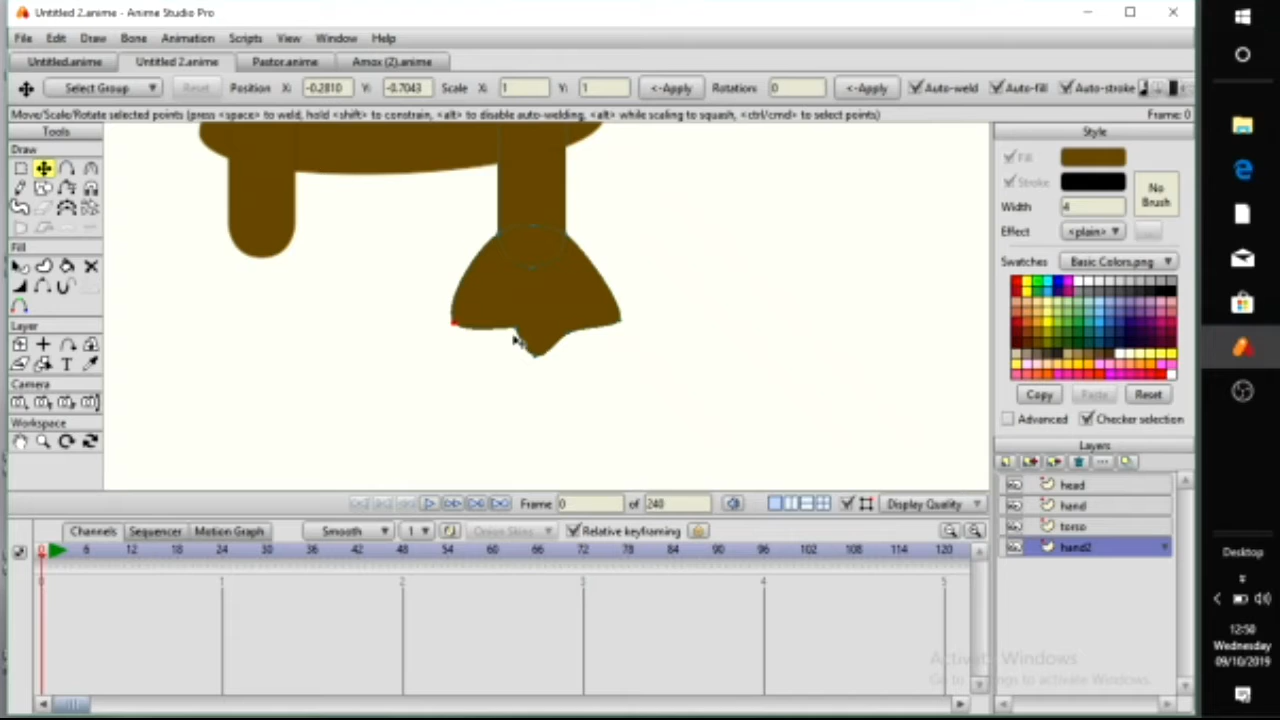 Untitled 2.anime - Anime Studio Pro
File Edit Draw Bone Animation Scripts View Window Help
Untitled.anime Untitled 2.anime Pastor.anime Amox (2).anime
Select Group Reset Position X: -0.2810 Y: -0.7043 Scale X: 1 Y: 1 <-Apply Rotation: 0 <-Apply Auto-weld Auto-fill Auto-stroke
Move/Scale/Rotate selected points (press <space> to weld, hold <shift> to constrain, <alt> to disable auto-welding, <alt> while scaling to squash, <ctrl/cmd> to select points) Frame: 0
Tools
Draw
Fill
Layer
Camera
Workspace
Style
Fill
Stroke
No Brush
Width 4
Effect <plain> ...
Swatches Basic Colors.png
Copy Paste Reset
Advanced Checker selection
Layers
head
hand
torso
hand2
Frame 0 of 240 Display Quality
Channels Sequencer Motion Graph Smooth 1 Onion Skins Relative keyframing
0 6 12 18 24 30 36 42 48 54 60 66 72 78 84 90 96 102 108 114 120
0 1 2 3 4 5
Activate Windows
Go to Settings to activate Windows.
Desktop
12:50
Wednesday
09/10/2019